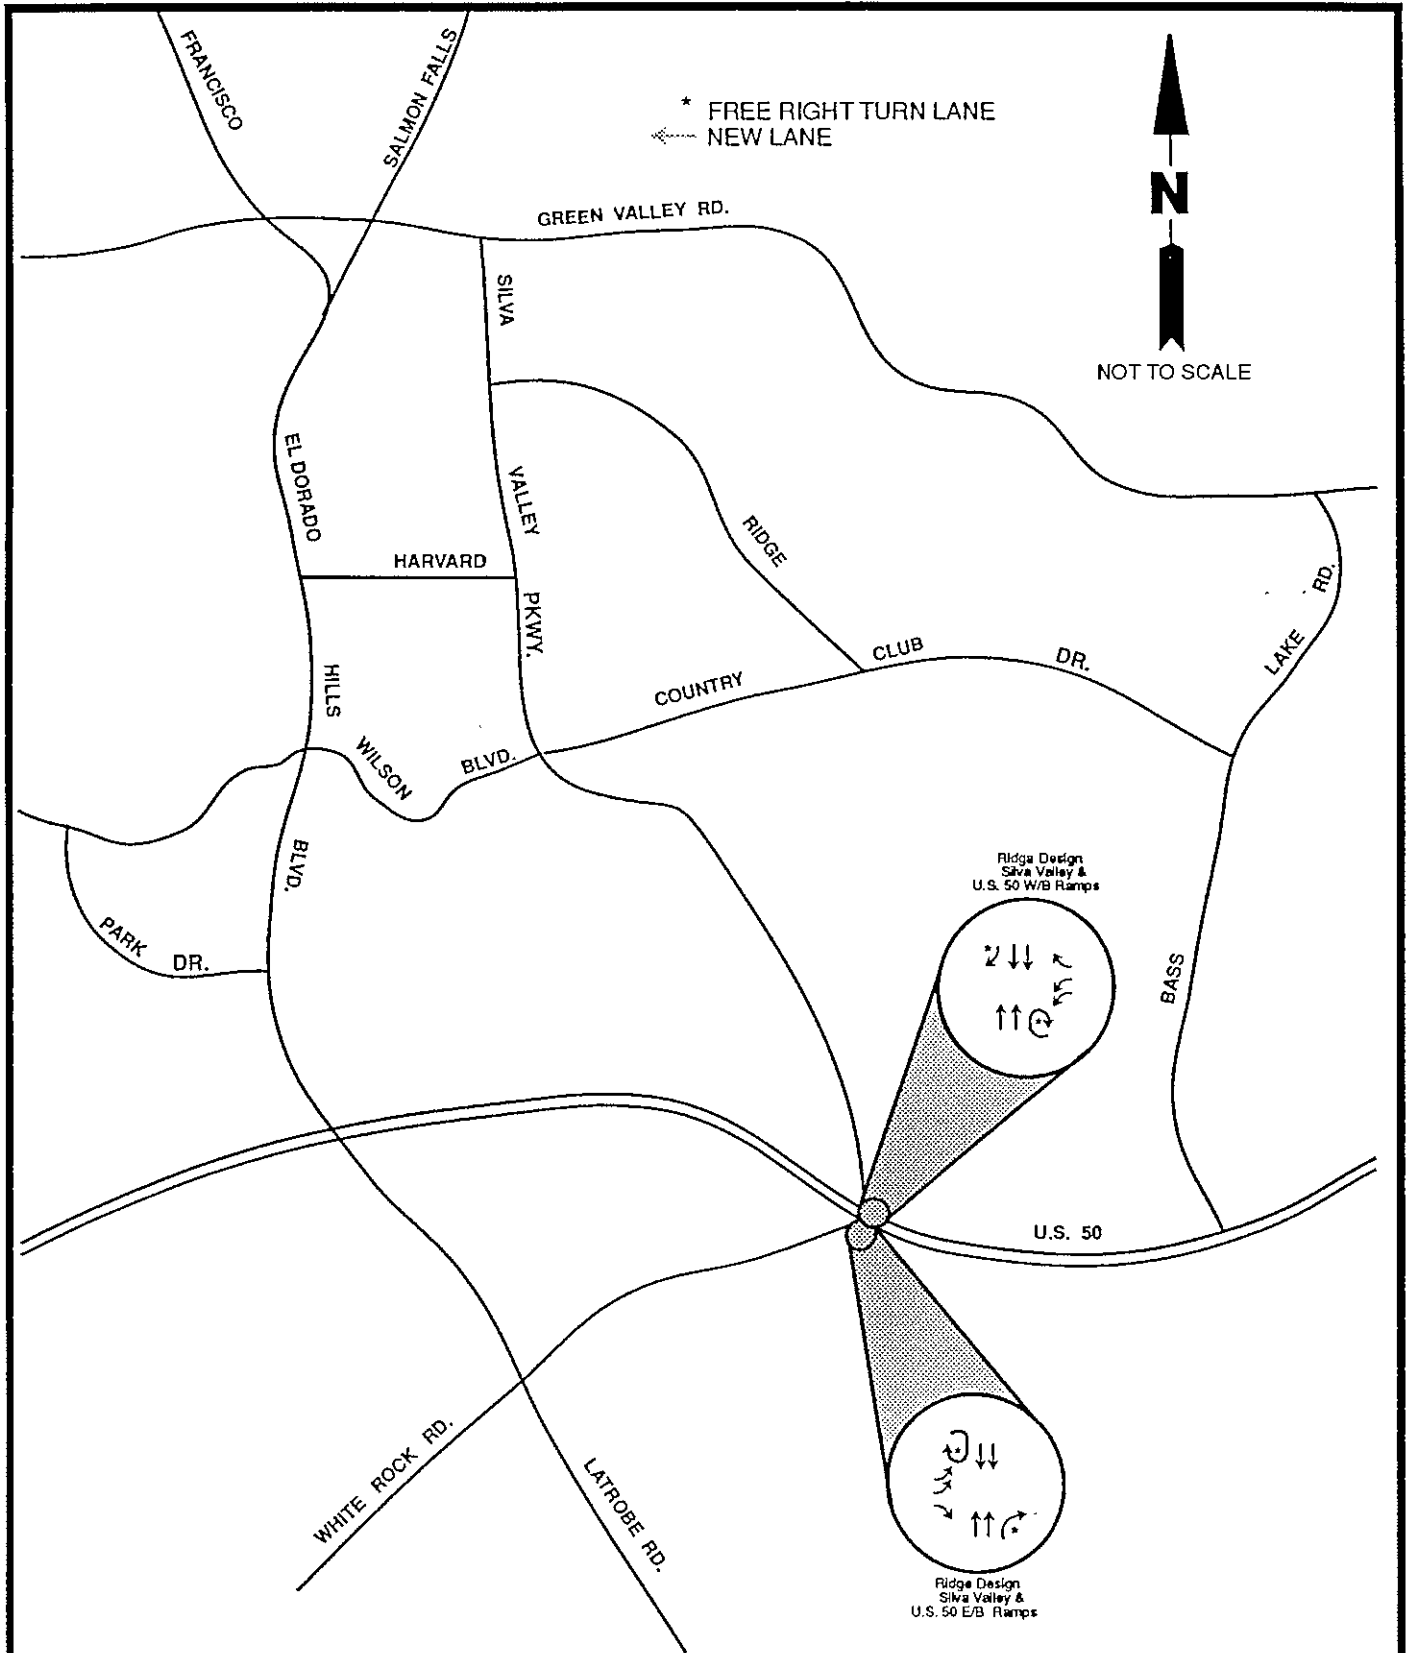 FRANCISCO
SALMON FALLS
* FREE RIGHT TURN LANE
NEW LANE
N
NOT TO SCALE
GREEN VALLEY RD.
SILVA
VALLEY
PKWY.
EL DORADO
HILLS
BLVD.
HARVARD
RIDGE
COUNTRY
CLUB
DR.
LAKE
RD.
WILSON
BLVD.
PARK
DR.
BASS
Ridge Design
Silva Valley &
U.S. 50 W/B Ramps
U.S. 50
WHITE ROCK RD.
LATROBE RD.
Ridge Design
Silva Valley &
U.S. 50 E/B Ramps